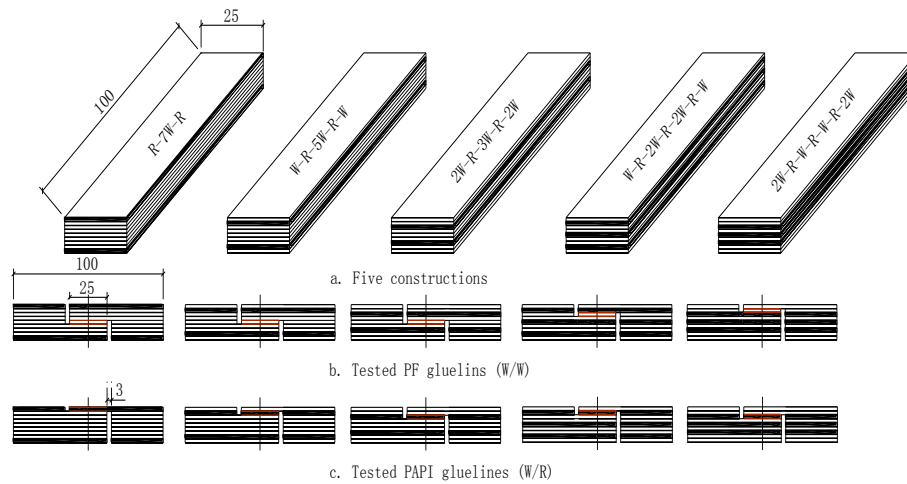 25
100
R-7W-R
W-R-5W-R-W
2W-R-3W-R-2W
W-R-2W-R-2W-R-W
2W-R-W-R-W-R-2W
a. Five constructions
100
25
b. Tested PF gluelins (W/W)
3
c. Tested PAPI gluelines (W/R)